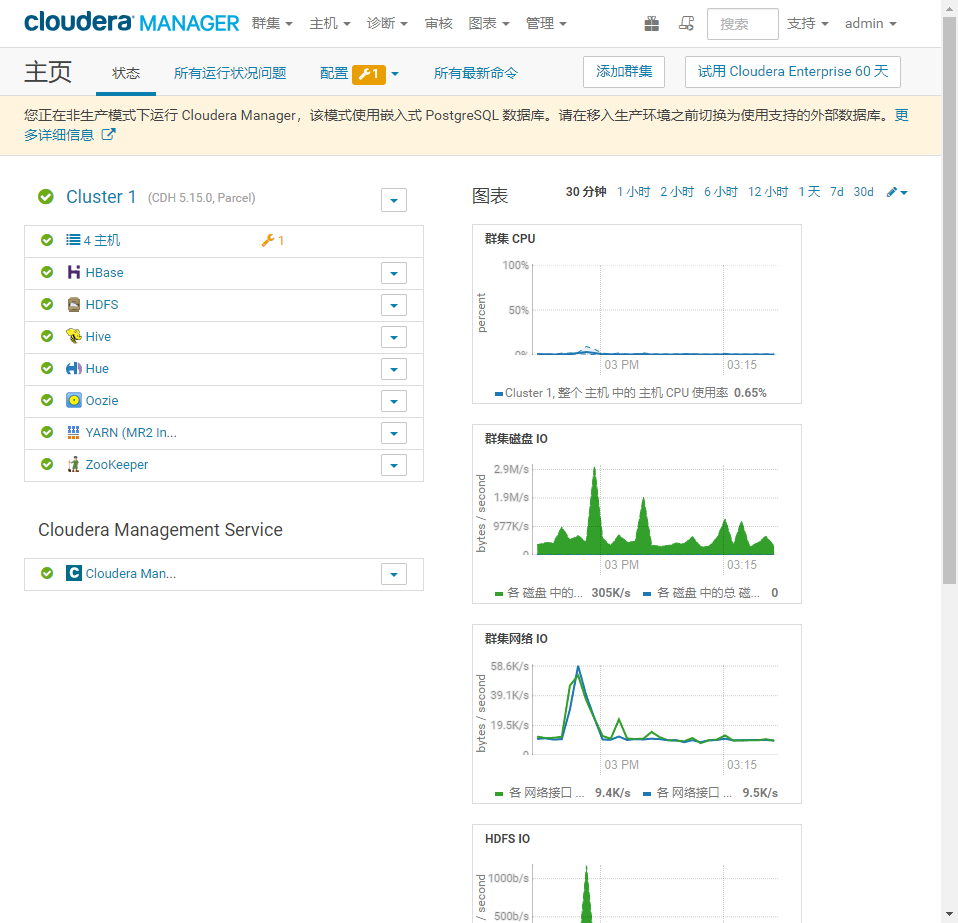 cloudera MANAGER 群集 主机 诊断 审核 图表 管理 搜索 支持 admin
主页 状态 所有运行状况问题 配置 1 所有最新命令 添加群集 试用 Cloudera Enterprise 60 天
您正在非生产模式下运行 Cloudera Manager，该模式使用嵌入式 PostgreSQL 数据库。请在移入生产环境之前切换为使用支持的外部数据库。更
多详细信息
Cluster 1 (CDH 5.15.0, Parcel)
4 主机 1
HBase
HDFS
Hive
Hue
Oozie
YARN (MR2 In...
ZooKeeper
Cloudera Management Service
Cloudera Man...
图表 30 分钟 1 小时 2 小时 6 小时 12 小时 1 天 7d 30d
群集 CPU
percent
100%
50%
0%
03 PM 03:15
Cluster 1, 整个 主机 中的 主机 CPU 使用率 0.65%
群集磁盘 IO
bytes / second
2.9M/s
1.9M/s
977K/s
0
03 PM 03:15
各 磁盘 中的... 305K/s 各 磁盘 中的总 磁... 0
群集网络 IO
bytes / second
58.6K/s
39.1K/s
19.5K/s
0
03 PM 03:15
各 网络接口 ... 9.4K/s 各 网络接口 ... 9.5K/s
HDFS IO
/ second
1000b/s
500b/s